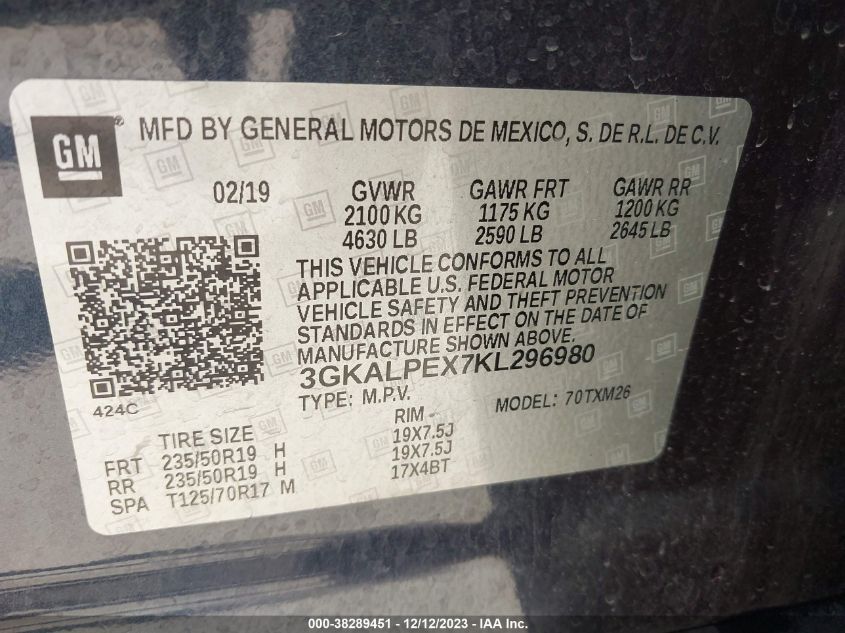 GM ®
MFD BY GENERAL MOTORS DE MEXICO, S. DE R.L. DE C.V.
02/19 GVWR GAWR FRT GAWR RR
2100 KG 1175 KG 1200 KG
4630 LB 2590 LB 2645 LB
THIS VEHICLE CONFORMS TO ALL
APPLICABLE U.S. FEDERAL MOTOR
VEHICLE SAFETY AND THEFT PREVENTION
STANDARDS IN EFFECT ON THE DATE OF
MANUFACTURE SHOWN ABOVE.
3GKALPEX7KL296980
424C
TYPE: M.P.V. MODEL: 70TXM26
TIRE SIZE RIM
FRT 235/50R19 H 19X7.5J
RR 235/50R19 H 19X7.5J
SPA T125/70R17 M 17X4BT
000-38289451 - 12/12/2023 - IAA Inc.